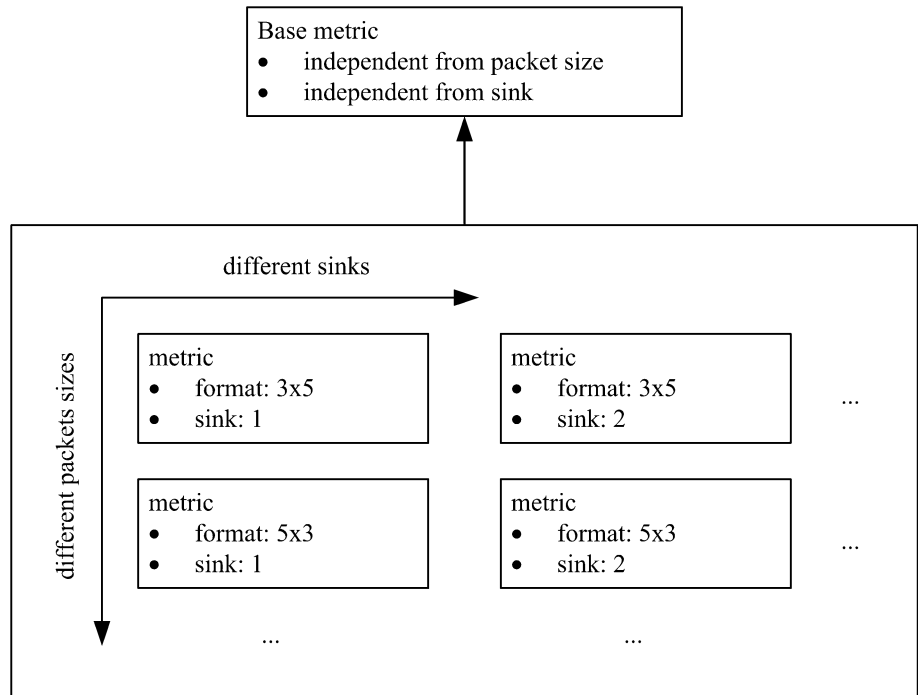 Base metric
• independent from packet size
• independent from sink
different sinks
different packets sizes
metric
• format: 3x5
• sink: 1
metric
• format: 3x5
• sink: 2
...
metric
• format: 5x3
• sink: 1
metric
• format: 5x3
• sink: 2
...
...
...